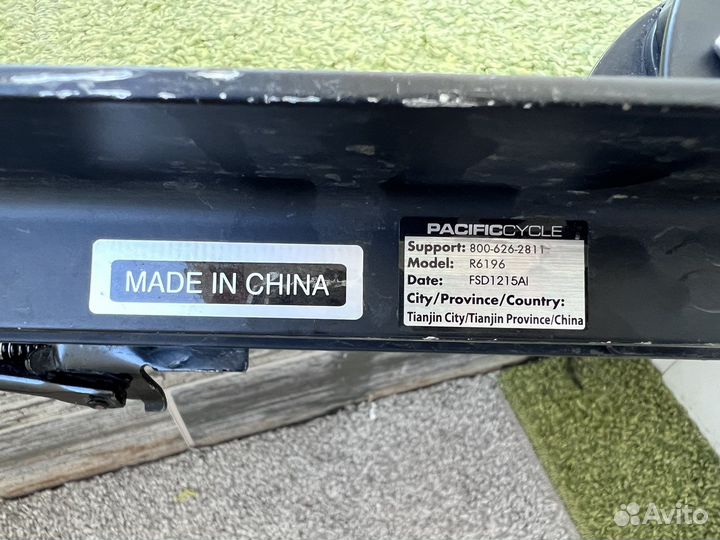 MADE IN CHINA
PACIFICCYCLE
Support: 800-626-2811
Model: R6196
Date: FSD1215AI
City/Province/Country:
Tianjin City/Tianjin Province/China
Avito